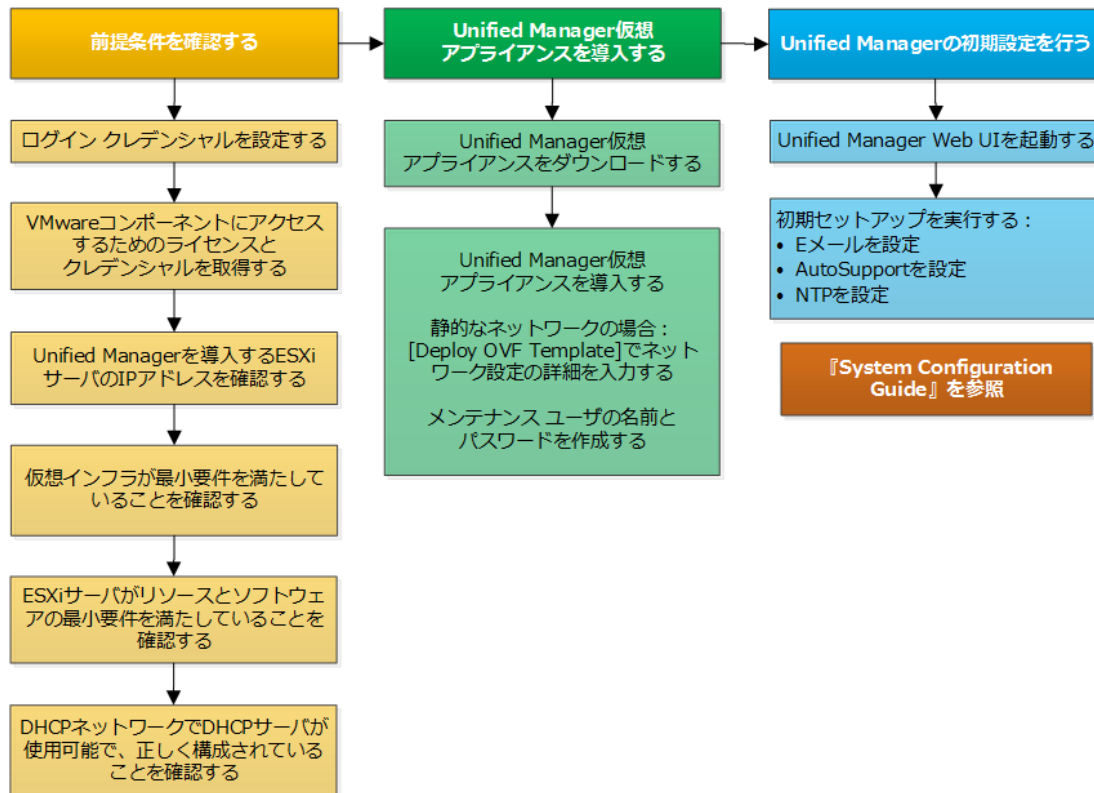 前提条件を確認する
ログイン クレデンシャルを設定する
VMwareコンポーネントにアクセス
するためのライセンスと
クレデンシャルを取得する
Unified Managerを導入するESXi
サーバのIPアドレスを確認する
仮想インフラが最小要件を満たして
いることを確認する
ESXiサーバがリソースとソフトウェ
アの最小要件を満たしていることを
確認する
DHCPネットワークでDHCPサーバが
使用可能で、正しく構成されている
ことを確認する
Unified Manager仮想
アプライアンスを導入する
Unified Manager仮想
アプライアンスをダウンロードする
Unified Manager仮想
アプライアンスを導入する
静的なネットワークの場合：
[Deploy OVF Template]でネット
ワーク設定の詳細を入力する
メンテナンス ユーザの名前と
パスワードを作成する
Unified Managerの初期設定を行う
Unified Manager Web UIを起動する
初期セットアップを実行する：
• Eメールを設定
• AutoSupportを設定
• NTPを設定
『System Configuration
Guide』を参照